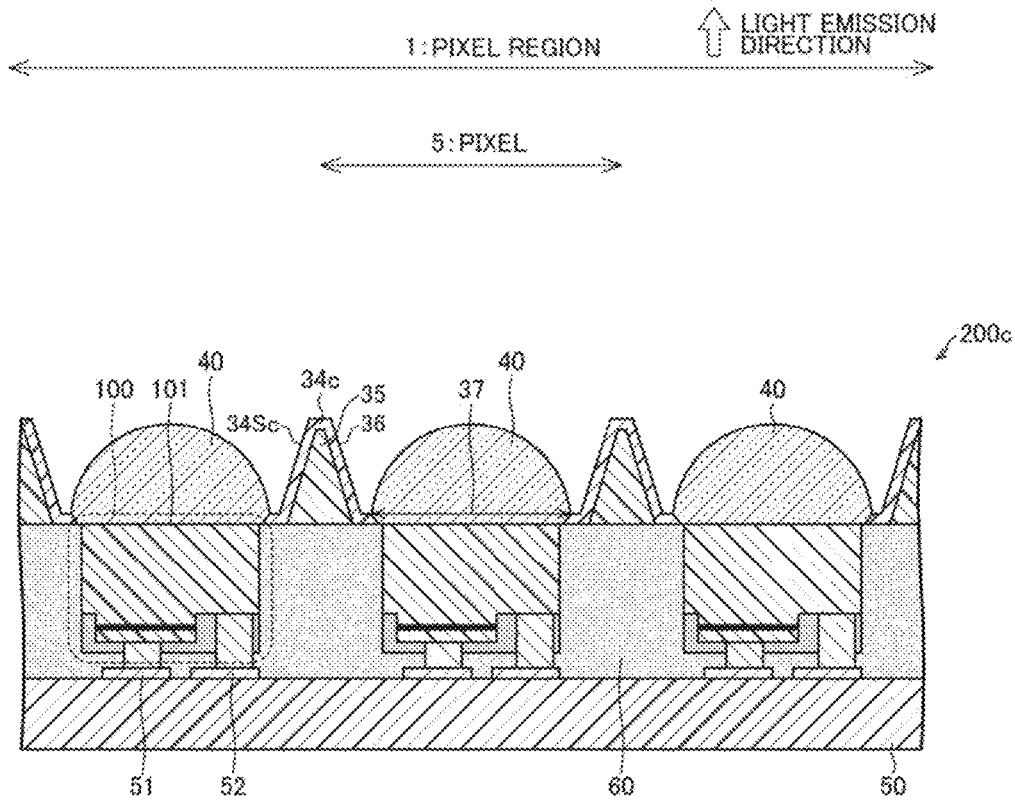 LIGHT EMISSION
DIRECTION
1:PIXEL REGION
5:PIXEL
200c
40
34c
40
100
101
35
37
40
34Sc
36
51
52
60
50